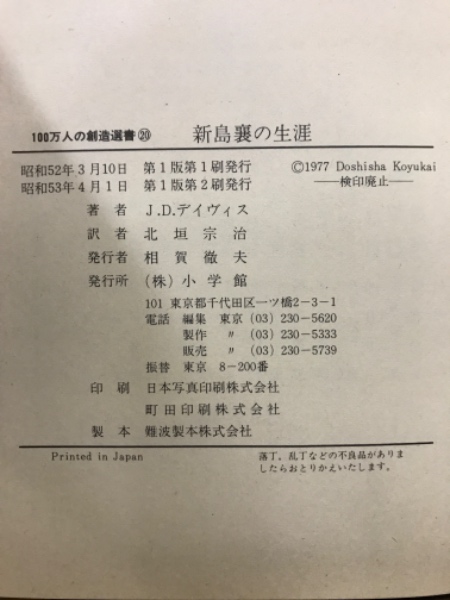 100万人の創造選書⑳ 新島襄の生涯
昭和52年3月10日 第1版第1刷発行 ©1977 Doshisha Koyukai
昭和53年4月1日 第1版第2刷発行 ――検印廃止――
著者 J.D.デイヴィス
訳者 北垣宗治
発行者 相賀徹夫
発行所 (株)小学館
101 東京都千代田区一ツ橋2-3-1
電話 編集 東京(03)230-5620
製作 〃 (03)230-5333
販売 〃 (03)230-5739
振替 東京 8-200番
印刷 日本写真印刷株式会社
町田印刷株式会社
製本 難波製本株式会社
Printed in Japan 落丁、乱丁などの不良品がありま
したらおとりかえいたします。